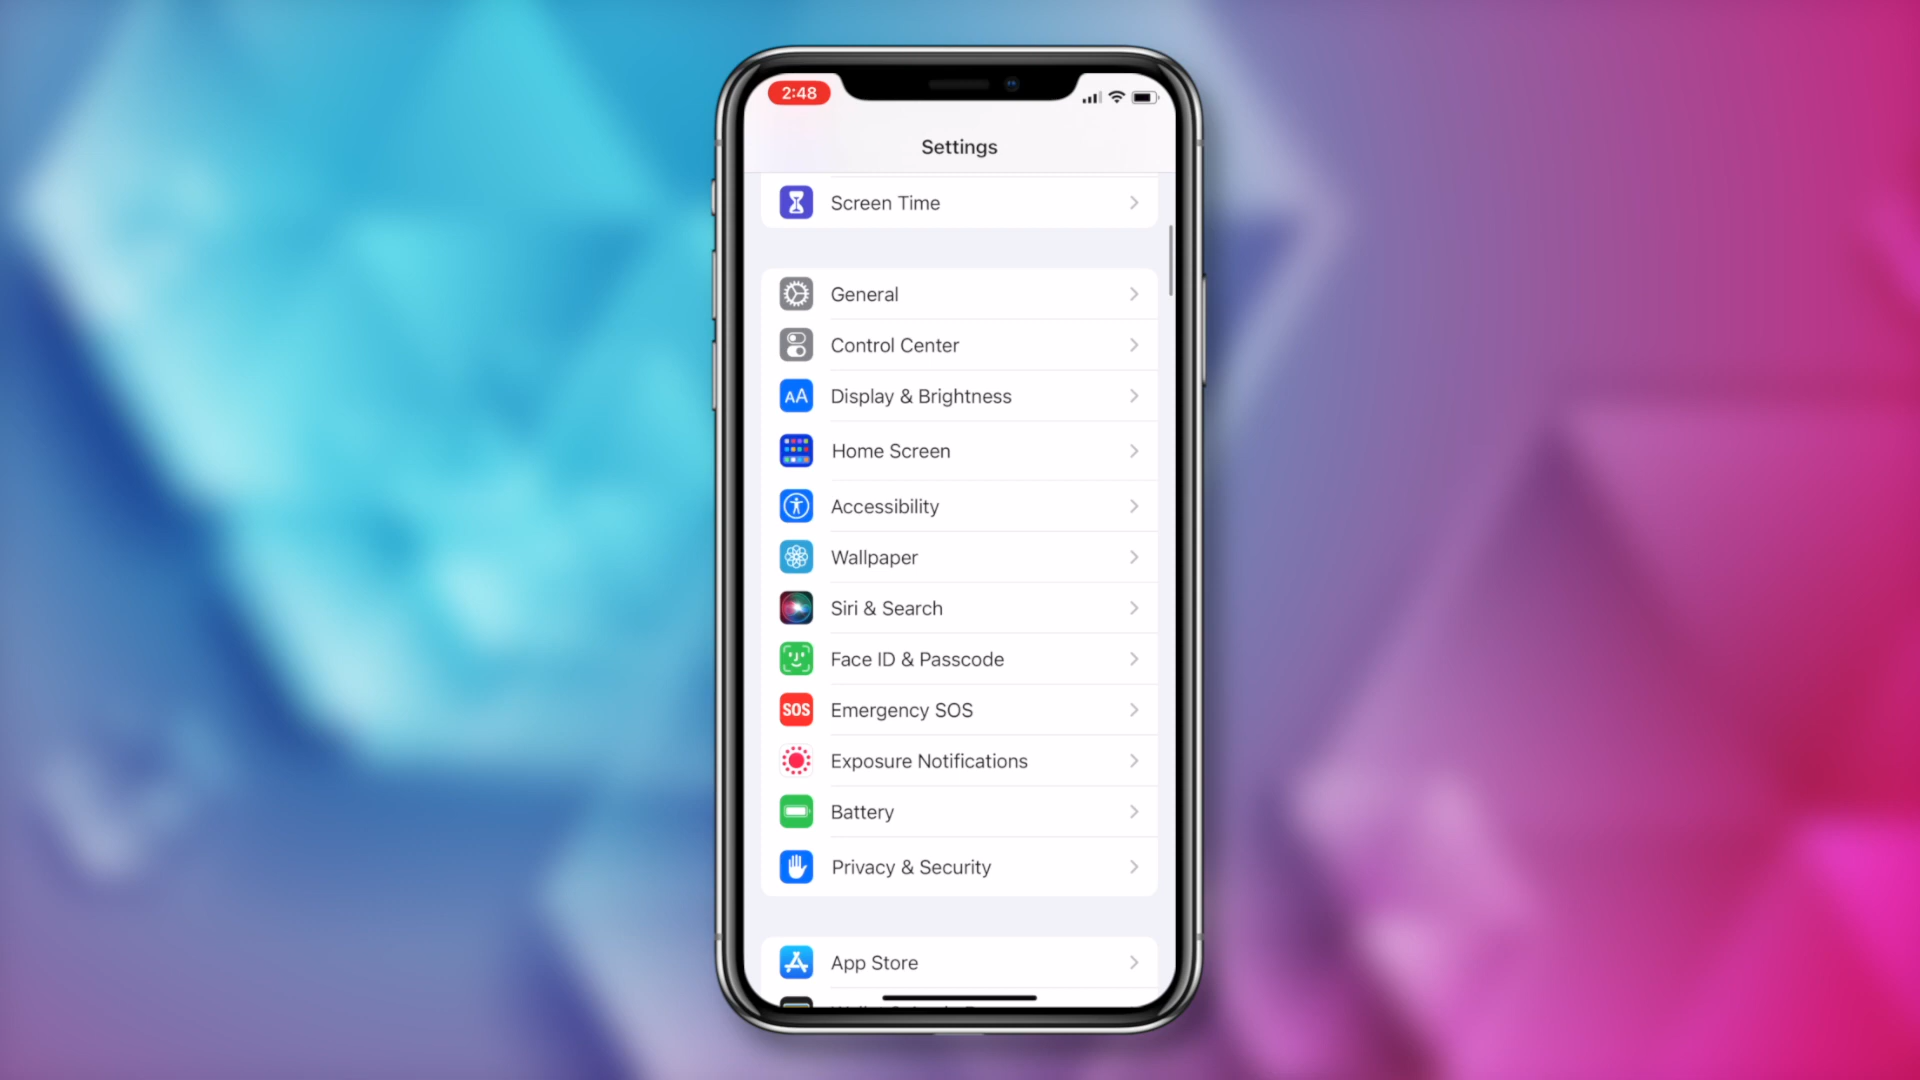 2:48
Settings
Screen Time
General
Control Center
AA
Display & Brightness
Home Screen
Accessibility
Wallpaper
Siri & Search
Face ID & Passcode
SOS
Emergency SOS
Exposure Notifications
Battery
Privacy & Security
App Store